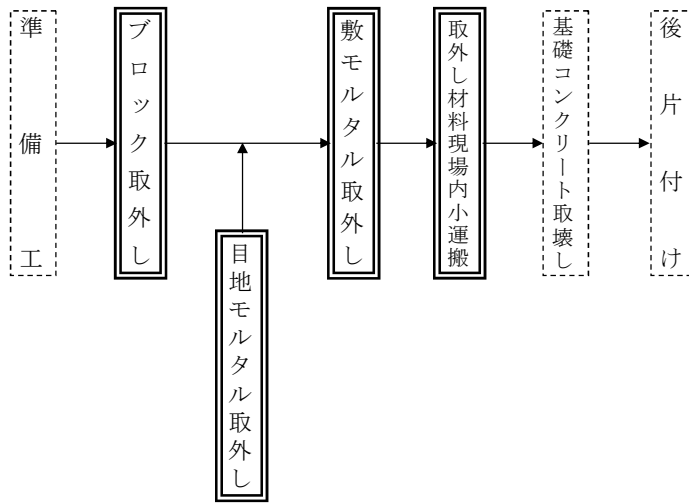 準備工
ブロック取外し
目地モルタル取外し
敷モルタル取外し
取外し材料現場内小運搬
基礎コンクリート取壊し
後片付け